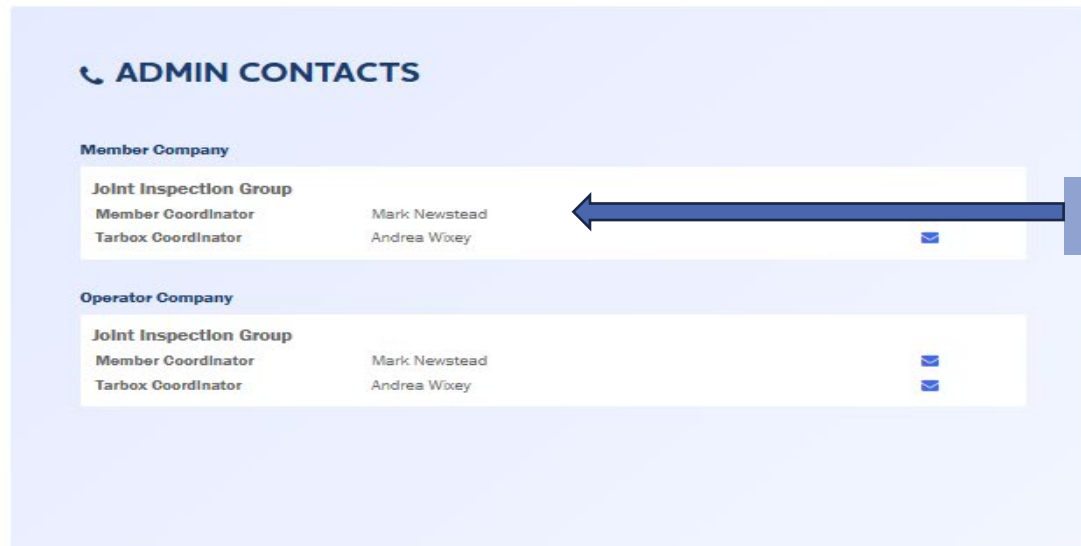 ADMIN CONTACTS
Member Company
Joint Inspection Group
Member Coordinator Mark Newstead
Tarbox Coordinator Andrea Wixey
Operator Company
Joint Inspection Group
Member Coordinator Mark Newstead
Tarbox Coordinator Andrea Wixey